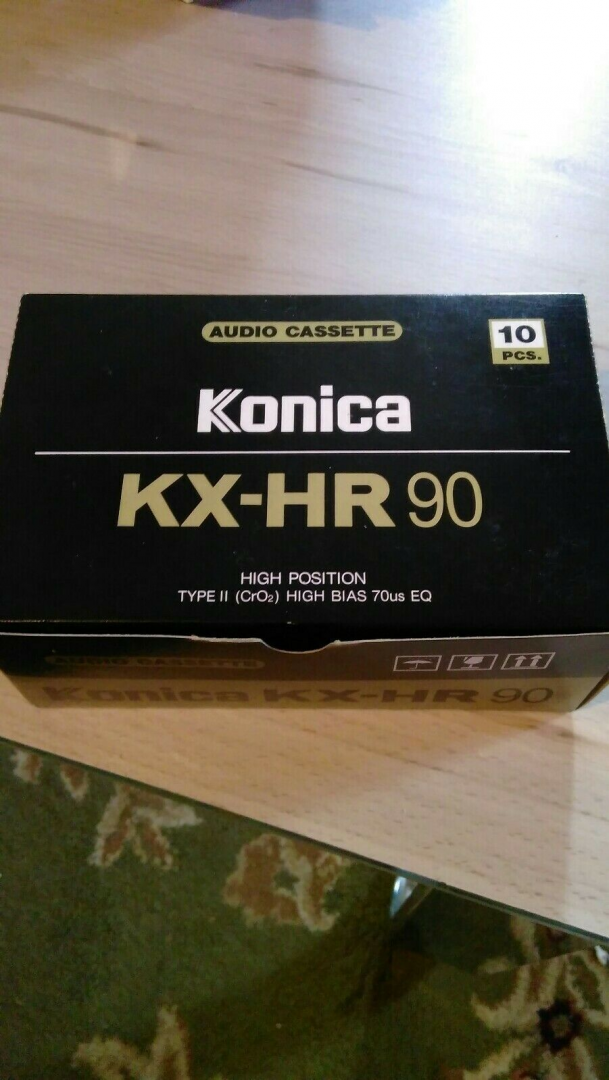 AUDIO CASSETTE
10
PCS.
Konica
KX-HR 90
HIGH POSITION
TYPE II (CrO₂) HIGH BIAS 70us EQ
AUDIO CASSETTE
Konica KX-HR 90